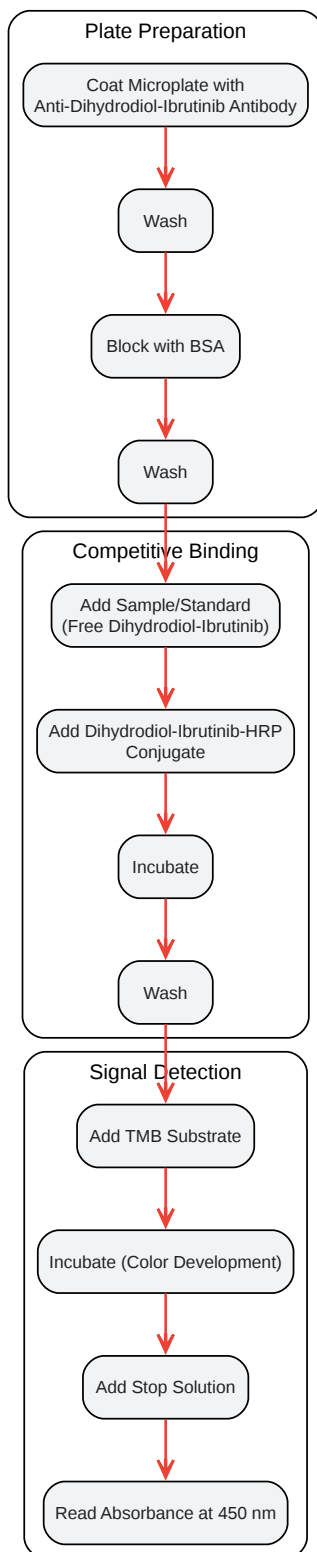 Plate Preparation
Coat Microplate with
Anti-Dihydrodiol-Ibrutinib Antibody
Wash
Block with BSA
Wash
Competitive Binding
Add Sample/Standard
(Free Dihydrodiol-Ibrutinib)
Add Dihydrodiol-Ibrutinib-HRP
Conjugate
Incubate
Wash
Signal Detection
Add TMB Substrate
Incubate (Color Development)
Add Stop Solution
Read Absorbance at 450 nm